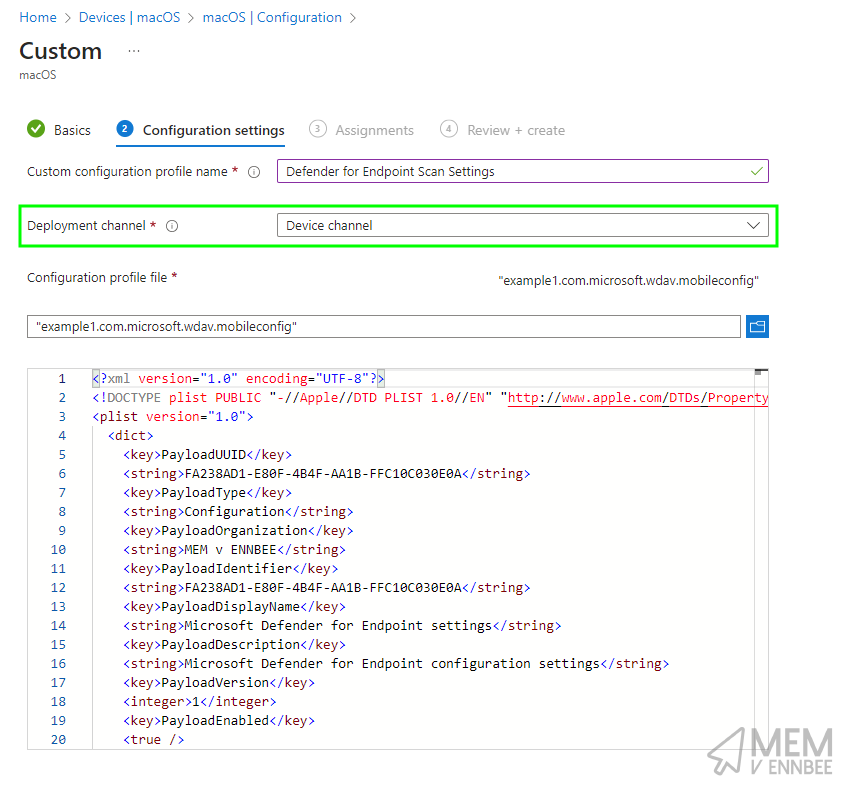 Home > Devices | macOS > macOS | Configuration >
Custom ...
macOS
Basics 2 Configuration settings 3 Assignments 4 Review + create
Custom configuration profile name * Defender for Endpoint Scan Settings
Deployment channel * Device channel
Configuration profile file * "example1.com.microsoft.wdav.mobileconfig"
"example1.com.microsoft.wdav.mobileconfig"
1 <?xml version="1.0" encoding="UTF-8"?>
2 <!DOCTYPE plist PUBLIC "-//Apple//DTD PLIST 1.0//EN" "http://www.apple.com/DTDs/Property
3 <plist version="1.0">
4 <dict>
5 <key>PayloadUUID</key>
6 <string>FA238AD1-E80F-4B4F-AA1B-FFC10C030E0A</string>
7 <key>PayloadType</key>
8 <string>Configuration</string>
9 <key>PayloadOrganization</key>
10 <string>MEM v ENNBEE</string>
11 <key>PayloadIdentifier</key>
12 <string>FA238AD1-E80F-4B4F-AA1B-FFC10C030E0A</string>
13 <key>PayloadDisplayName</key>
14 <string>Microsoft Defender for Endpoint settings</string>
15 <key>PayloadDescription</key>
16 <string>Microsoft Defender for Endpoint configuration settings</string>
17 <key>PayloadVersion</key>
18 <integer>1</integer>
19 <key>PayloadEnabled</key>
20 <true />
MEM
V ENNBEE